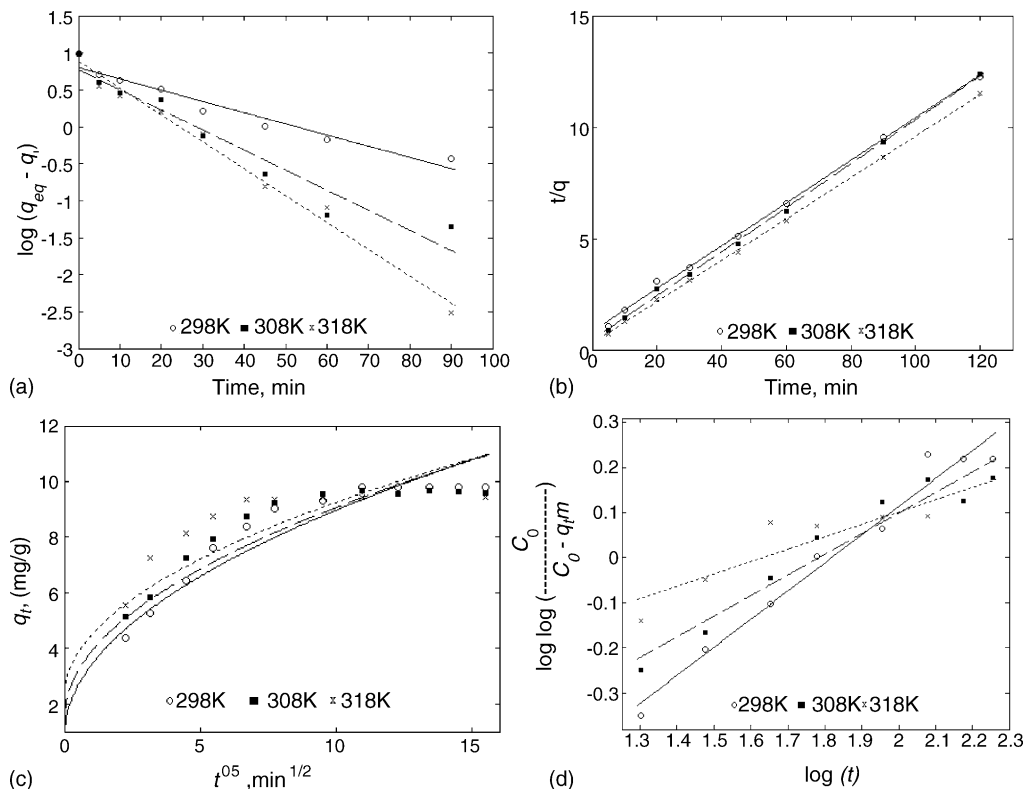 1.5
1
0.5
0
-0.5
-1
-1.5
-2
-2.5
-3
log (q_eq - q_t)
298K 308K 318K
0 10 20 30 40 50 60 70 80 90 100
(a) Time, min
15
10
5
0
t/q
298K 308K 318K
0 20 40 60 80 100 120
(b) Time, min
12
10
8
6
4
2
q_t, (mg/g)
298K 308K 318K
0 5 10 15
(c) t^05 ,min^1/2
0.3
0.2
0.1
0
-0.1
-0.2
-0.3
log log (C_0 / C_0 - q_t m)
298K 308K 318K
1.3 1.4 1.5 1.6 1.7 1.8 1.9 2 2.1 2.2 2.3
(d) log (t)